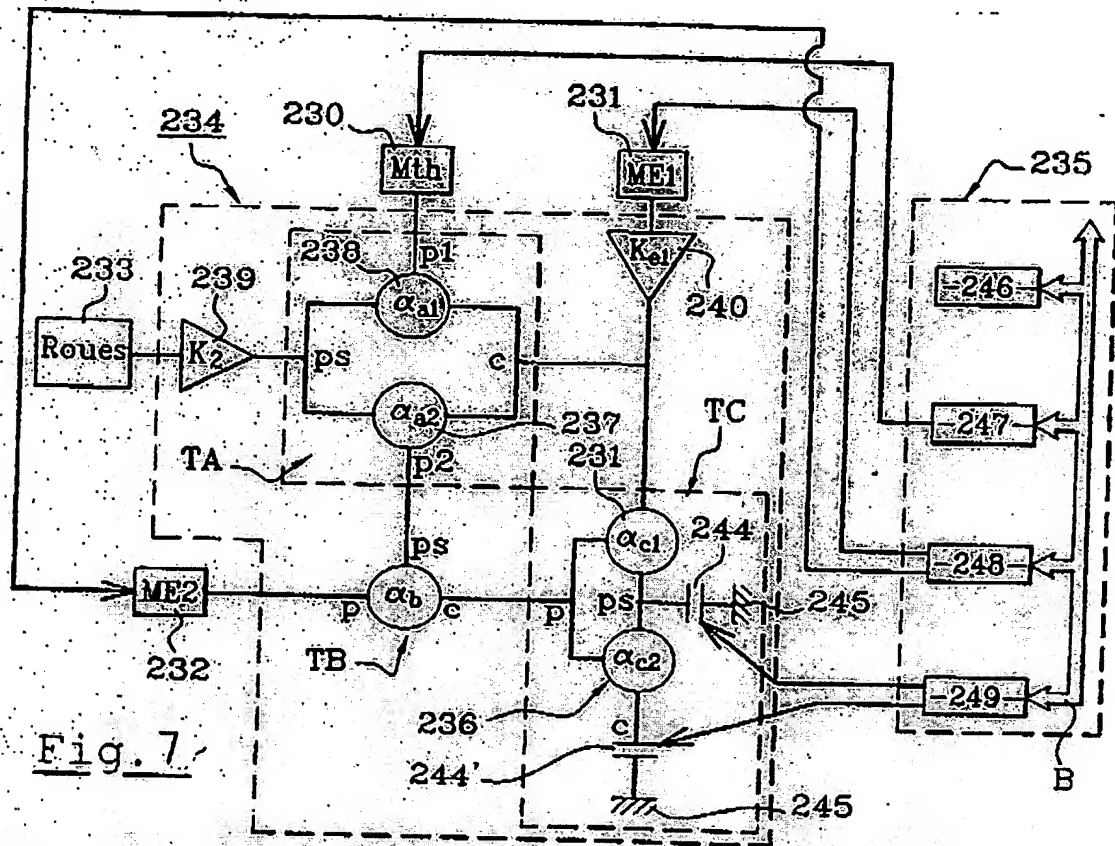 230
231
234
235
Mth
ME1
238
p1
Ke1
233
239
αa1
240
246
Roues
K2
ps
c
αa2
237
TC
247
TA
p2
231
244
αc1
ps
248
ME2
p
αb
c
p
ps
245
232
TB
αc2
236
249
c
Fig. 7
244'
245
B